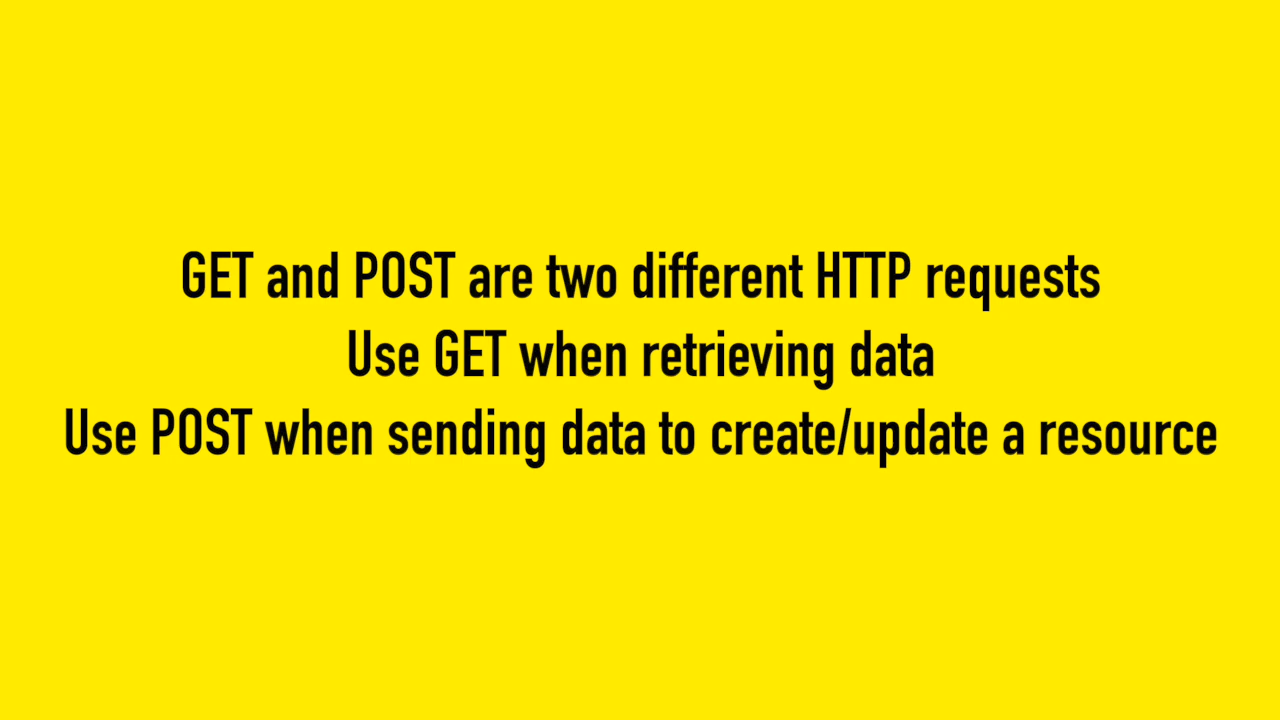 GET and POST are two different HTTP requests
Use GET when retrieving data
Use POST when sending data to create/update a resource